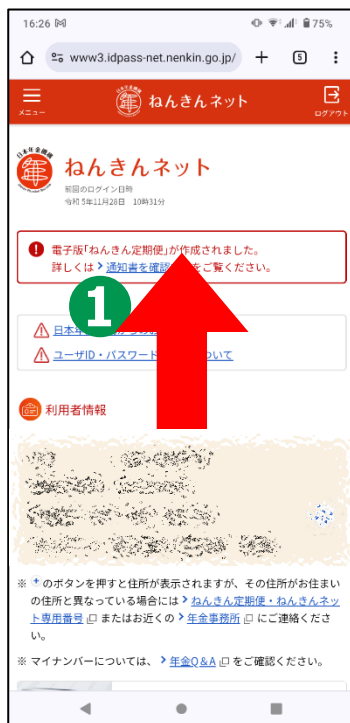 16:26 75%
www3.idpass-net.nenkin.go.jp/ 5
メニュー ねんきんネット ログアウト
日本年金機構 年
ねんきんネット
前回のログイン日時
令和5年11月28日 10時31分
電子版「ねんきん定期便」が作成されました。
詳しくは 通知書を確認 をご覧ください。
1
日本年
ユーザID・パスワード ついて
利用者情報
※ + のボタンを押すと住所が表示されますが、その住所がお住まい
の住所と異なっている場合には ねんきん定期便・ねんきんネッ
ト専用番号 またはお近くの 年金事務所 にご連絡くださ
い。
※ マイナンバーについては、 年金Q&A をご確認ください。